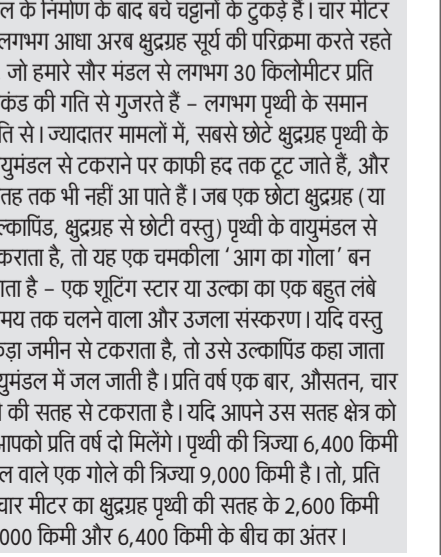 ल के निर्माण के बाद बचे चट्टानों के टुकड़े हैं। चार मीटर
लगभग आधा अरब क्षुद्रग्रह सूर्य की परिक्रमा करते रहते
जो हमारे सौर मंडल से लगभग 30 किलोमीटर प्रति
कंड की गति से गुजरते हैं – लगभग पृथ्वी के समान
ति से। ज्यादातर मामलों में, सबसे छोटे क्षुद्रग्रह पृथ्वी के
युमंडल से टकराने पर काफी हद तक टूट जाते हैं, और
तह तक भी नहीं आ पाते हैं। जब एक छोटा क्षुद्रग्रह (या
ल्कापिंड, क्षुद्रग्रह से छोटी वस्तु) पृथ्वी के वायुमंडल से
कराता है, तो यह एक चमकीला ‘आग का गोला’ बन
ाता है – एक शूटिंग स्टार या उल्का का एक बहुत लंबे
मय तक चलने वाला और उजला संस्करण। यदि वस्तु
कड़ा जमीन से टकराता है, तो उसे उल्कापिंड कहा जाता
युमंडल में जल जाती है। प्रति वर्ष एक बार, औसतन, चार
की सतह से टकराता है। यदि आपने उस सतह क्षेत्र को
आपको प्रति वर्ष दो मिलेंगे। पृथ्वी की त्रिज्या 6,400 किमी
ल वाले एक गोले की त्रिज्या 9,000 किमी है। तो, प्रति
चार मीटर का क्षुद्रग्रह पृथ्वी की सतह के 2,600 किमी
000 किमी और 6,400 किमी के बीच का अंतर।